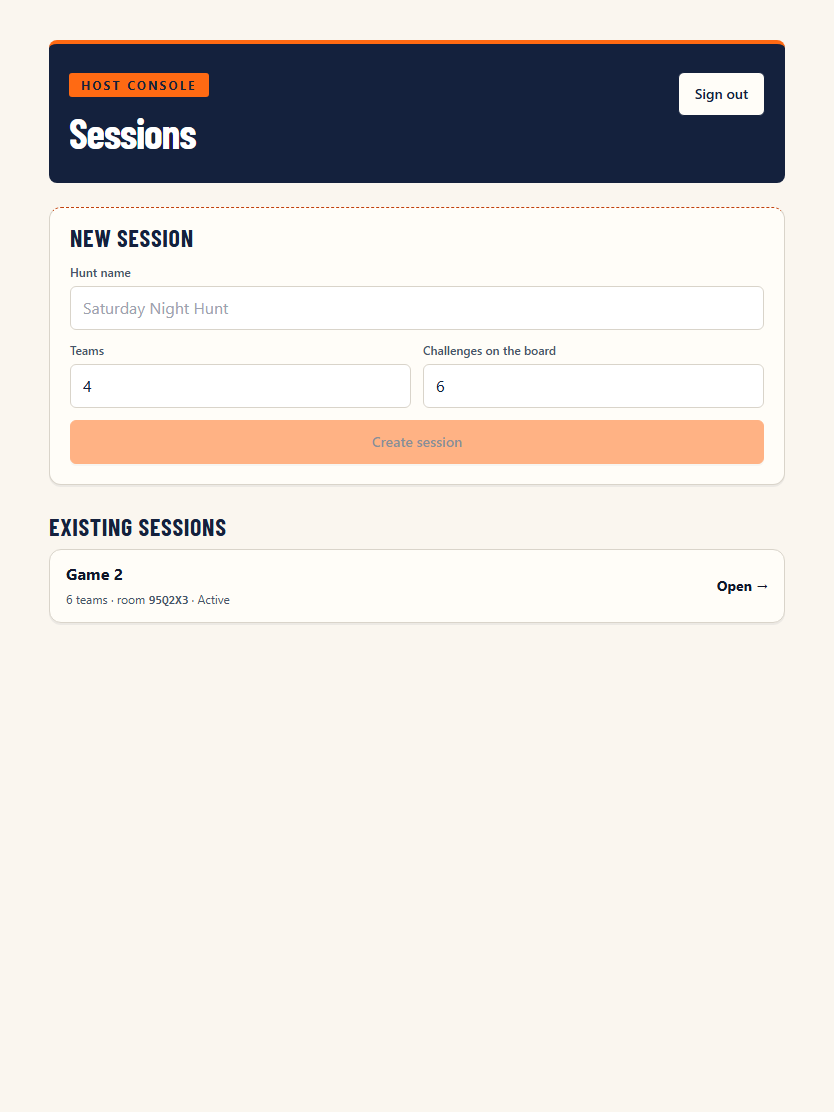 HOST CONSOLE
Sign out
Sessions
NEW SESSION
Hunt name
Saturday Night Hunt
Teams
Challenges on the board
4
6
Create session
EXISTING SESSIONS
Game 2
6 teams · room 95Q2X3 · Active
Open →